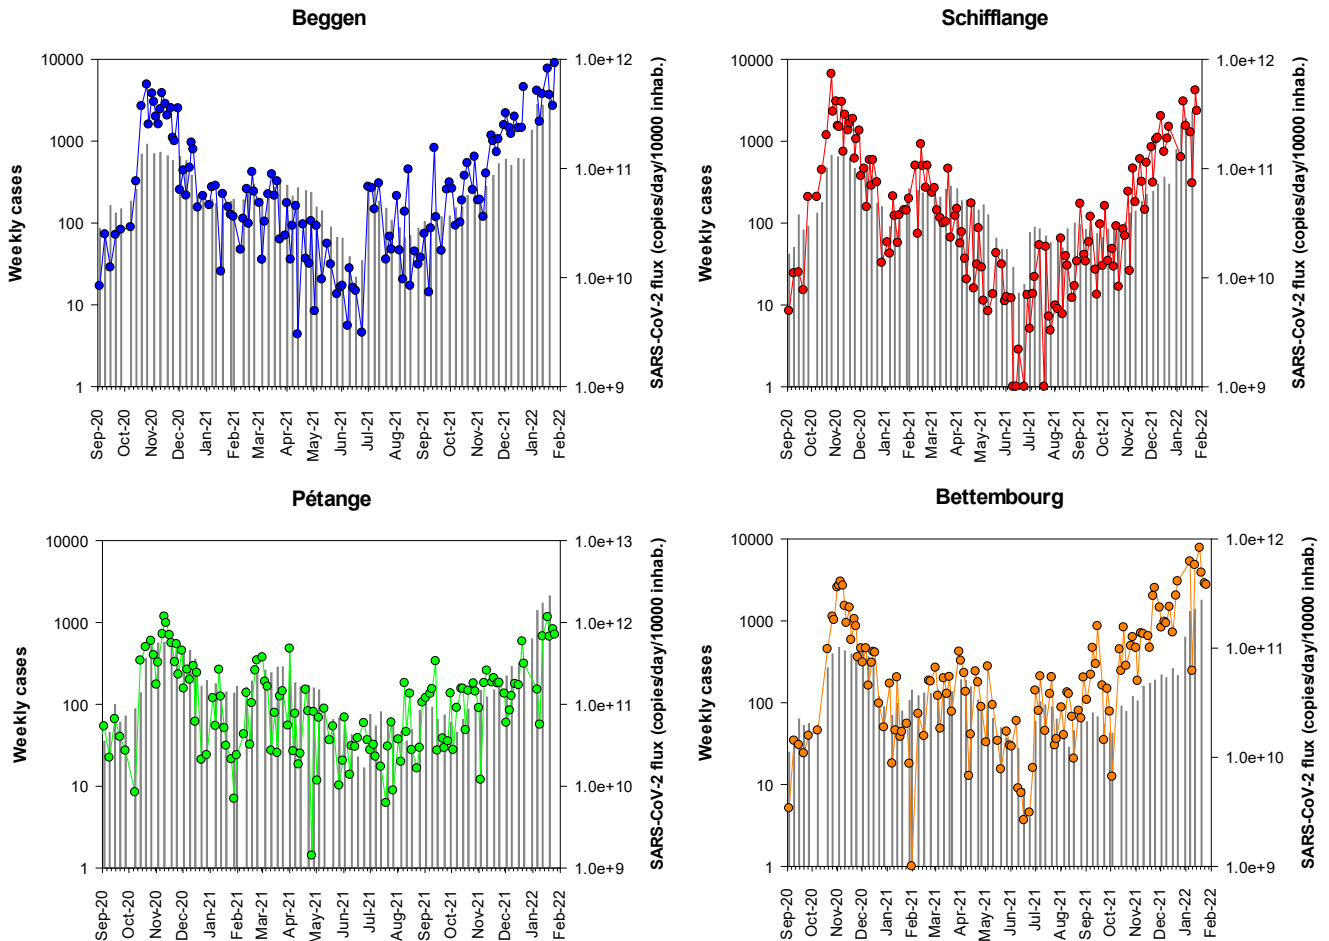 Beggen
Weekly cases
10000
1000
100
10
1
1.0e+12
1.0e+11
1.0e+10
1.0e+9
SARS-CoV-2 flux (copies/day/10000 inhab.)
Sep-20
Oct-20
Nov-20
Dec-20
Jan-21
Feb-21
Mar-21
Apr-21
May-21
Jun-21
Jul-21
Aug-21
Sep-21
Oct-21
Nov-21
Dec-21
Jan-22
Feb-22
Schifflange
Weekly cases
10000
1000
100
10
1
1.0e+12
1.0e+11
1.0e+10
1.0e+9
SARS-CoV-2 flux (copies/day/10000 inhab.)
Sep-20
Oct-20
Nov-20
Dec-20
Jan-21
Feb-21
Mar-21
Apr-21
May-21
Jun-21
Jul-21
Aug-21
Sep-21
Oct-21
Nov-21
Dec-21
Jan-22
Feb-22
Pétange
Weekly cases
10000
1000
100
10
1
1.0e+13
1.0e+12
1.0e+11
1.0e+10
1.0e+9
SARS-CoV-2 flux (copies/day/10000 inhab.)
Sep-20
Oct-20
Nov-20
Dec-20
Jan-21
Feb-21
Mar-21
Apr-21
May-21
Jun-21
Jul-21
Aug-21
Sep-21
Oct-21
Nov-21
Dec-21
Jan-22
Feb-22
Bettembourg
Weekly cases
10000
1000
100
10
1
1.0e+12
1.0e+11
1.0e+10
1.0e+9
SARS-CoV-2 flux (copies/day/10000 inhab.)
Sep-20
Oct-20
Nov-20
Dec-20
Jan-21
Feb-21
Mar-21
Apr-21
May-21
Jun-21
Jul-21
Aug-21
Sep-21
Oct-21
Nov-21
Dec-21
Jan-22
Feb-22